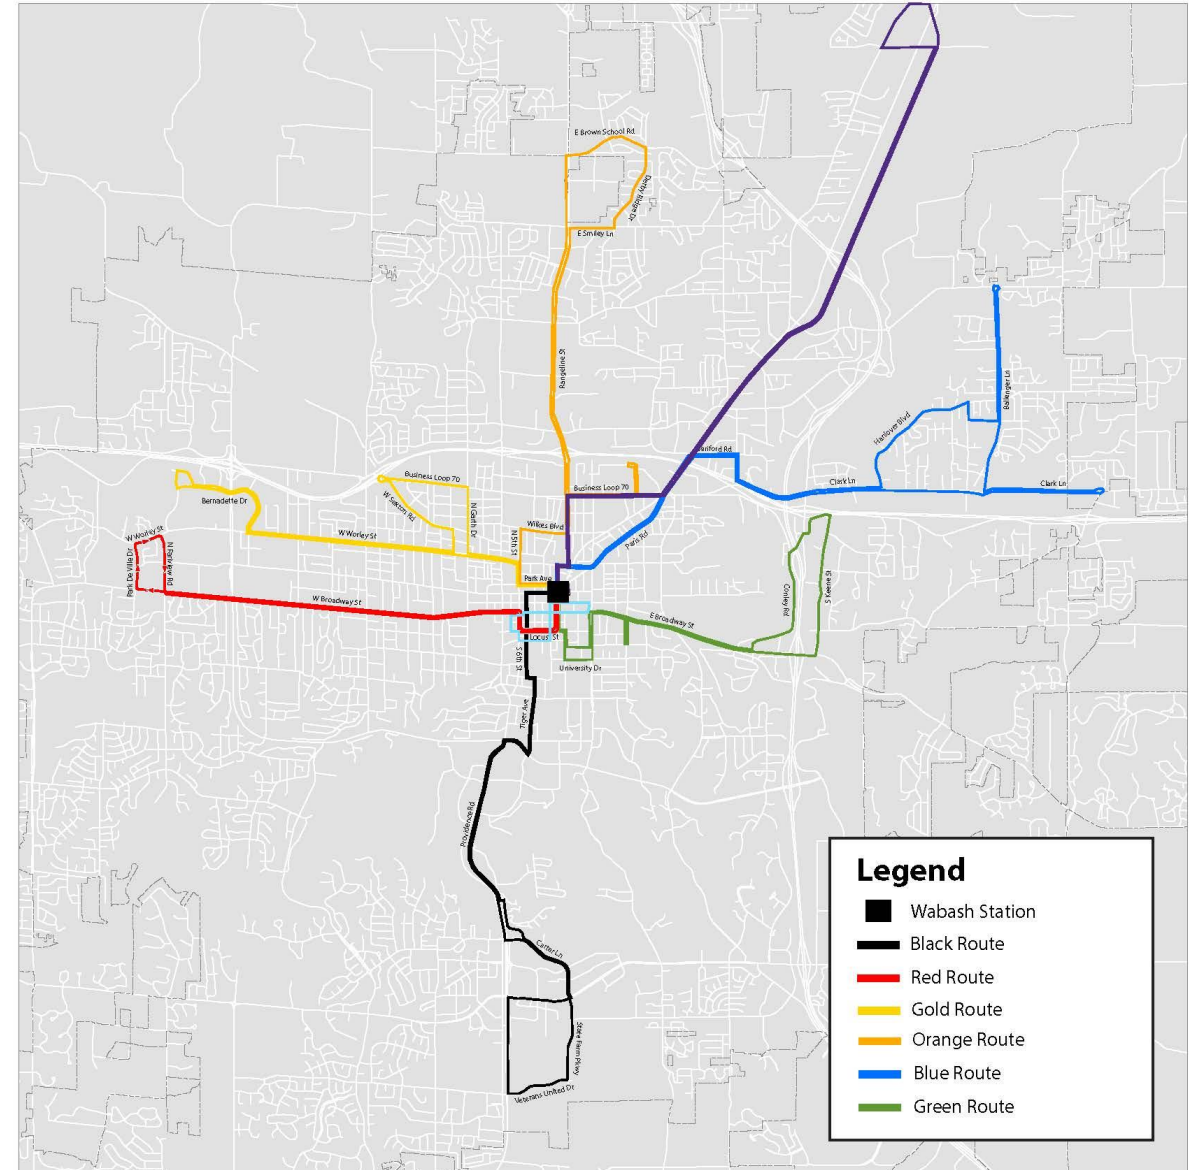 E Brown School Rd
Derby Ridge Dr
E Smiley Ln
Rangeline St
Ballenger Ln
Hanover Blvd
Clark Ln
Clark Ln
Business Loop 70
Business Loop 70
W Sexton Rd
N Garth Dr
Bernadette Dr
W Worley St
W Worley St
Wilkes Blvd
N 5th St
Paris Rd
Park De Ville Dr
N Fairview Rd
Park Ave
W Broadway St
E Broadway St
Conley Rd
S Keene St
Locust St
S 6th St
University Dr
Tiger Ave
Providence Rd
Carter Ln
State Farm Pkwy
Veterans United Dr
Legend
Wabash Station
Black Route
Red Route
Gold Route
Orange Route
Blue Route
Green Route